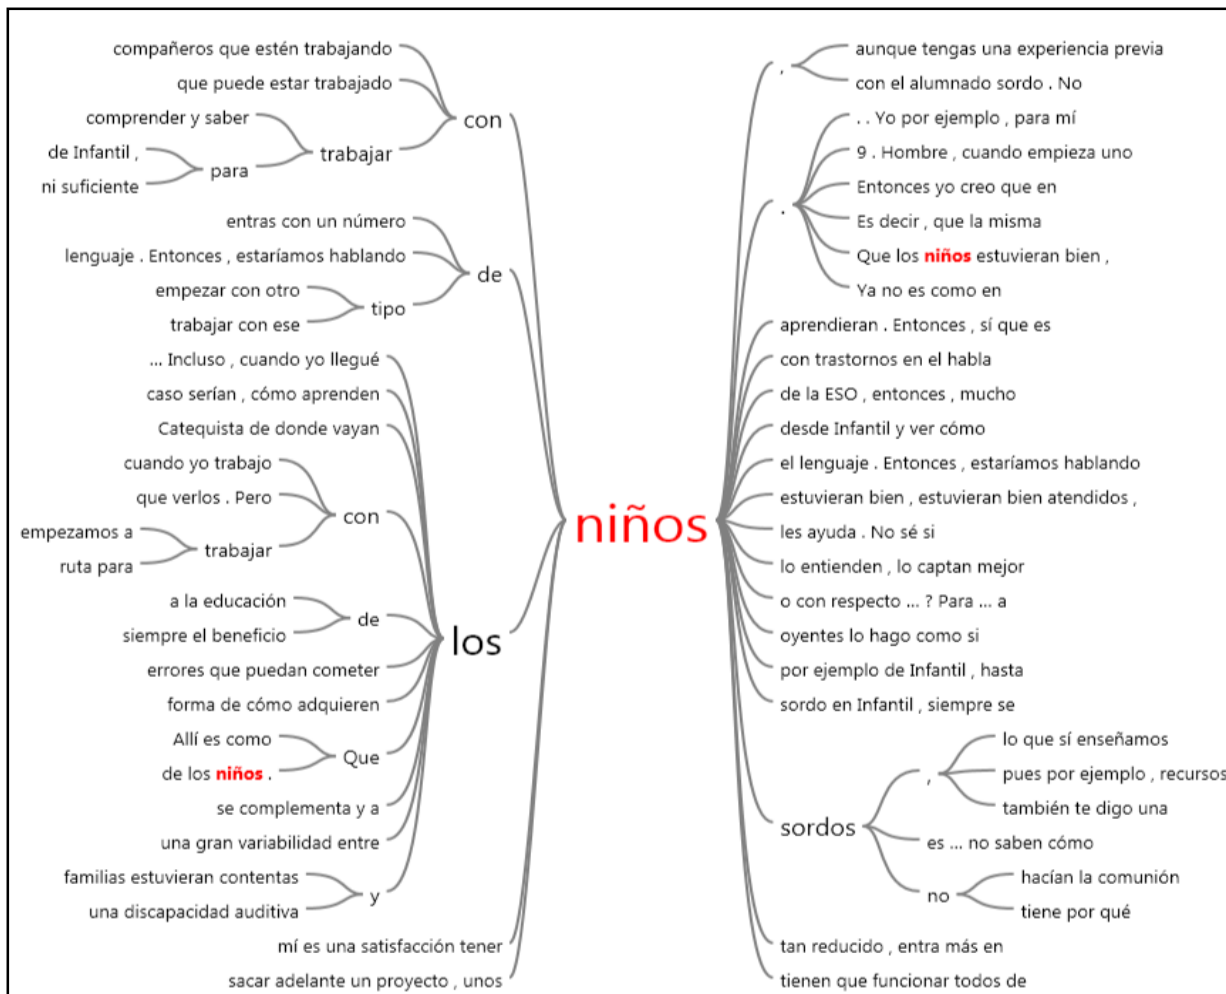 compañeros que estén trabajando
que puede estar trabajado
con
comprender y saber
trabajar
de Infantil ,
para
ni suficiente
entras con un número
lenguaje . Entonces , estaríamos hablando
de
empezar con otro
tipo
trabajar con ese
... Incluso , cuando yo llegué
caso serían , cómo aprenden
Catequista de donde vayan
cuando yo trabajo
que verlos . Pero
con
empezamos a
trabajar
ruta para
a la educación
de
siempre el beneficio
los
errores que puedan cometer
forma de cómo adquieren
Allí es como
Que
de los niños .
se complementa y a
una gran variabilidad entre
familias estuvieran contentas
y
una discapacidad auditiva
mí es una satisfacción tener
sacar adelante un proyecto , unos
niños
,
aunque tengas una experiencia previa
con el alumnado sordo . No
.
. . Yo por ejemplo , para mí
9 . Hombre , cuando empieza uno
Entonces yo creo que en
Es decir , que la misma
Que los niños estuvieran bien ,
Ya no es como en
aprendieran . Entonces , sí que es
con trastornos en el habla
de la ESO , entonces , mucho
desde Infantil y ver cómo
el lenguaje . Entonces , estaríamos hablando
estuvieran bien , estuvieran bien atendidos ,
les ayuda . No sé si
lo entienden , lo captan mejor
o con respecto ... ? Para ... a
oyentes lo hago como si
por ejemplo de Infantil , hasta
sordo en Infantil , siempre se
sordos
,
lo que sí enseñamos
pues por ejemplo , recursos
también te digo una
es ... no saben cómo
no
hacían la comunión
tiene por qué
tan reducido , entra más en
tienen que funcionar todos de